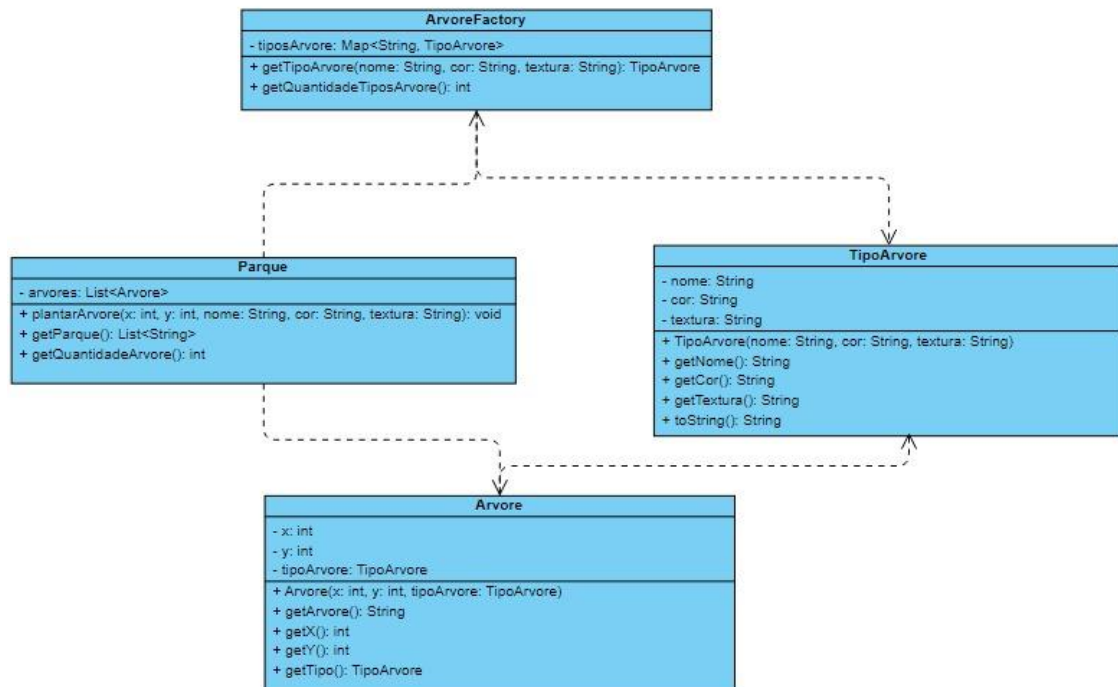 ArvoreFactory
- tiposArvore: Map<String, TipoArvore>
+ getTipoArvore(nome: String, cor: String, textura: String): TipoArvore
+ getQuantidadeTiposArvore(): int
Parque
- arvores: List<Arvore>
+ plantarArvore(x: int, y: int, nome: String, cor: String, textura: String): void
+ getParque(): List<String>
+ getQuantidadeArvore(): int
TipoArvore
- nome: String
- cor: String
- textura: String
+ TipoArvore(nome: String, cor: String, textura: String)
+ getNome(): String
+ getCor(): String
+ getTextura(): String
+ toString(): String
Arvore
- x: int
- y: int
- tipoArvore: TipoArvore
+ Arvore(x: int, y: int, tipoArvore: TipoArvore)
+ getArvore(): String
+ getX(): int
+ getY(): int
+ getTipo(): TipoArvore